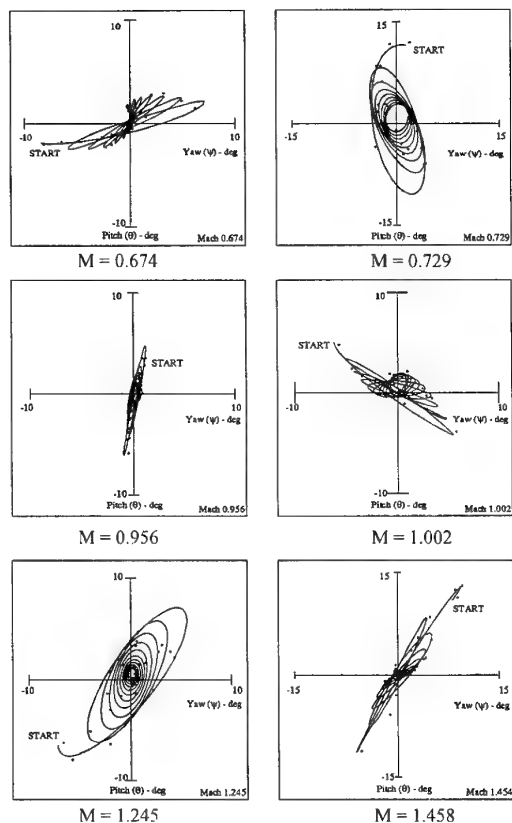 10
-10
10
START
Yaw (ψ) - deg
-10
Pitch (θ) - deg
Mach 0.674
M = 0.674
15
START
-15
15
Yaw (ψ) - deg
-15
Pitch (θ) - deg
Mach 0.729
M = 0.729
10
START
-10
10
Yaw (ψ) - deg
-10
Pitch (θ) - deg
Mach 0.956
M = 0.956
10
START
-10
10
Yaw (ψ) - deg
-10
Pitch (θ) - deg
Mach 1.002
M = 1.002
10
-10
10
Yaw (ψ) - deg
START
-10
Pitch (θ) - deg
Mach 1.245
M = 1.245
15
START
-15
15
Yaw (ψ) - deg
-15
Pitch (θ) - deg
Mach 1.454
M = 1.458